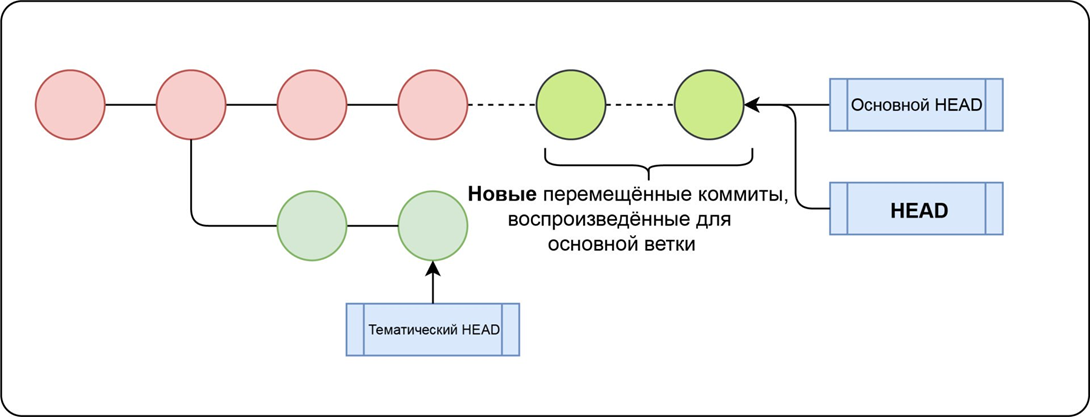 Основной HEAD
Новые перемещённые коммиты,
воспроизведённые для
основной ветки
HEAD
Тематический HEAD